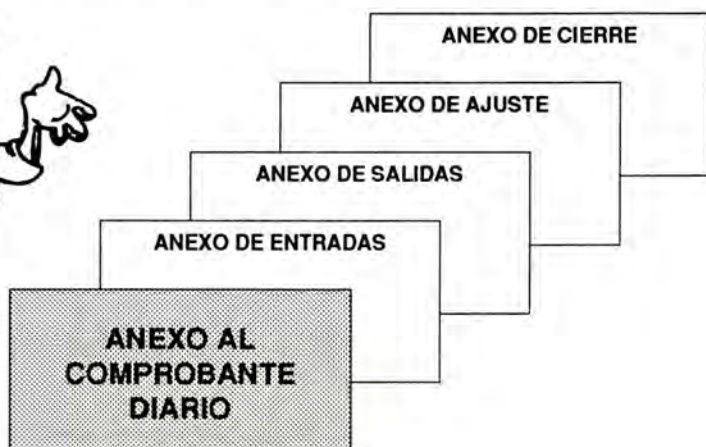 ANEXO DE CIERRE
ANEXO DE AJUSTE
ANEXO DE SALIDAS
ANEXO DE ENTRADAS
ANEXO AL
COMPROBANTE
DIARIO